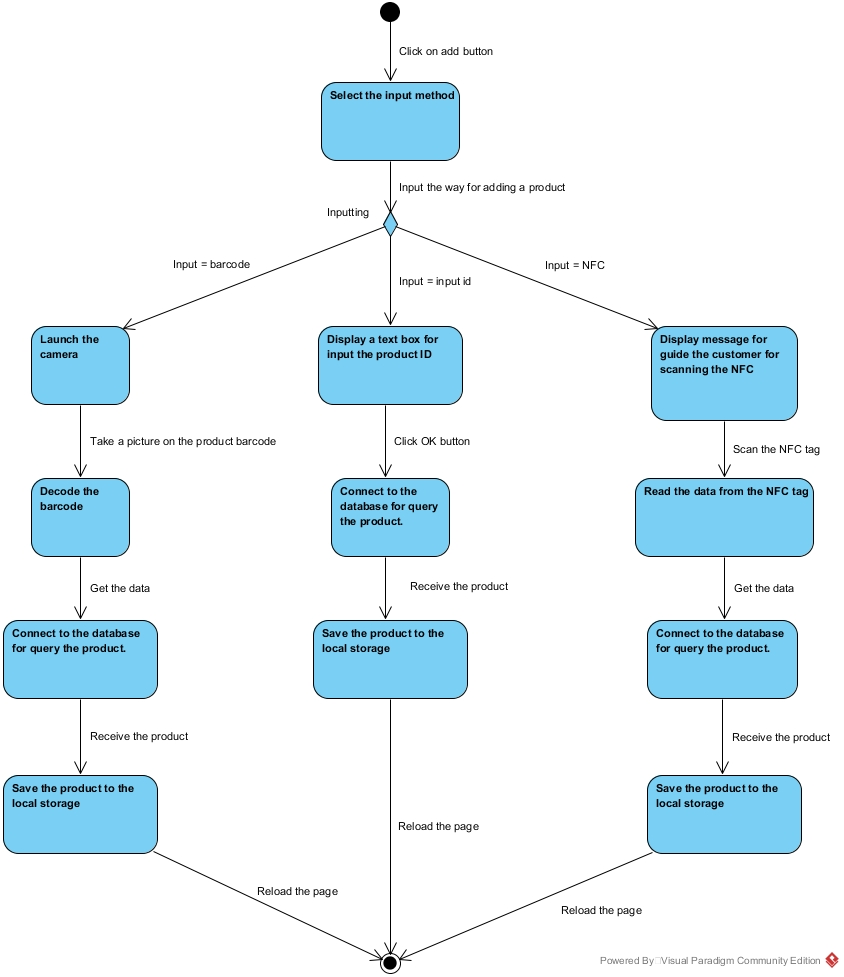 Click on add button
Select the input method
Input the way for adding a product
Inputting
Input = barcode
Input = input id
Input = NFC
Launch the
camera
Display a text box for
input the product ID
Display message for
guide the customer for
scanning the NFC
Take a picture on the product barcode
Click OK button
Scan the NFC tag
Decode the
barcode
Connect to the
database for query
the product.
Read the data from the NFC tag
Get the data
Receive the product
Get the data
Connect to the database
for query the product.
Save the product to the
local storage
Connect to the database
for query the product.
Receive the product
Receive the product
Save the product to the
local storage
Save the product to the
local storage
Reload the page
Reload the page
Reload the page
Powered By Visual Paradigm Community Edition